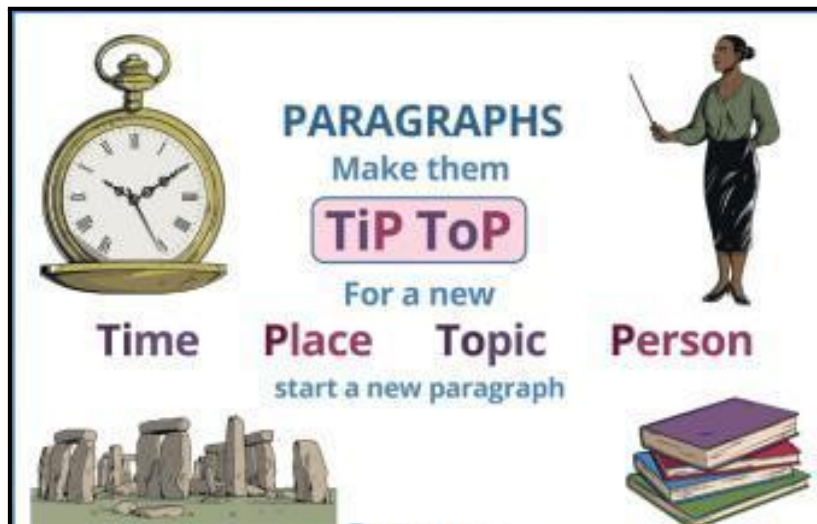 PARAGRAPHS
Make them
TiP ToP
For a new
Time Place Topic Person
start a new paragraph